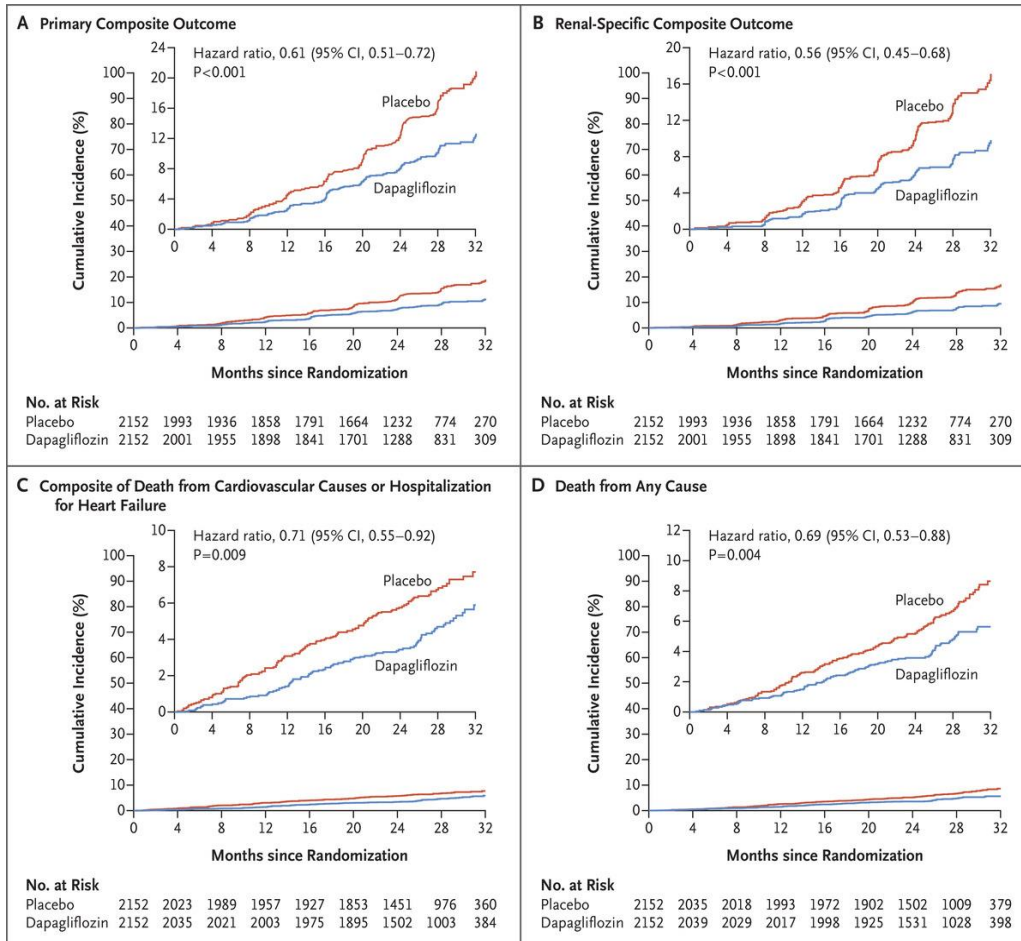 A Primary Composite Outcome
Hazard ratio, 0.61 (95% CI, 0.51–0.72)
P<0.001
Placebo
Dapagliflozin
24
20
16
12
8
4
0
0 4 8 12 16 20 24 28 32
Cumulative Incidence (%)
100
90
80
70
60
50
40
30
20
10
0
0 4 8 12 16 20 24 28 32
Months since Randomization
No. at Risk
Placebo 2152 1993 1936 1858 1791 1664 1232 774 270
Dapagliflozin 2152 2001 1955 1898 1841 1701 1288 831 309
B Renal-Specific Composite Outcome
Hazard ratio, 0.56 (95% CI, 0.45–0.68)
P<0.001
Placebo
Dapagliflozin
20
16
12
8
4
0
0 4 8 12 16 20 24 28 32
Cumulative Incidence (%)
100
90
80
70
60
50
40
30
20
10
0
0 4 8 12 16 20 24 28 32
Months since Randomization
No. at Risk
Placebo 2152 1993 1936 1858 1791 1664 1232 774 270
Dapagliflozin 2152 2001 1955 1898 1841 1701 1288 831 309
C Composite of Death from Cardiovascular Causes or Hospitalization
for Heart Failure
Hazard ratio, 0.71 (95% CI, 0.55–0.92)
P=0.009
Placebo
Dapagliflozin
10
8
6
4
2
0
0 4 8 12 16 20 24 28 32
Cumulative Incidence (%)
100
90
80
70
60
50
40
30
20
10
0
0 4 8 12 16 20 24 28 32
Months since Randomization
No. at Risk
Placebo 2152 2023 1989 1957 1927 1853 1451 976 360
Dapagliflozin 2152 2035 2021 2003 1975 1895 1502 1003 384
D Death from Any Cause
Hazard ratio, 0.69 (95% CI, 0.53–0.88)
P=0.004
Placebo
Dapagliflozin
12
10
8
6
4
2
0
0 4 8 12 16 20 24 28 32
Cumulative Incidence (%)
100
90
80
70
60
50
40
30
20
10
0
0 4 8 12 16 20 24 28 32
Months since Randomization
No. at Risk
Placebo 2152 2035 2018 1993 1972 1902 1502 1009 379
Dapagliflozin 2152 2039 2029 2017 1998 1925 1531 1028 398